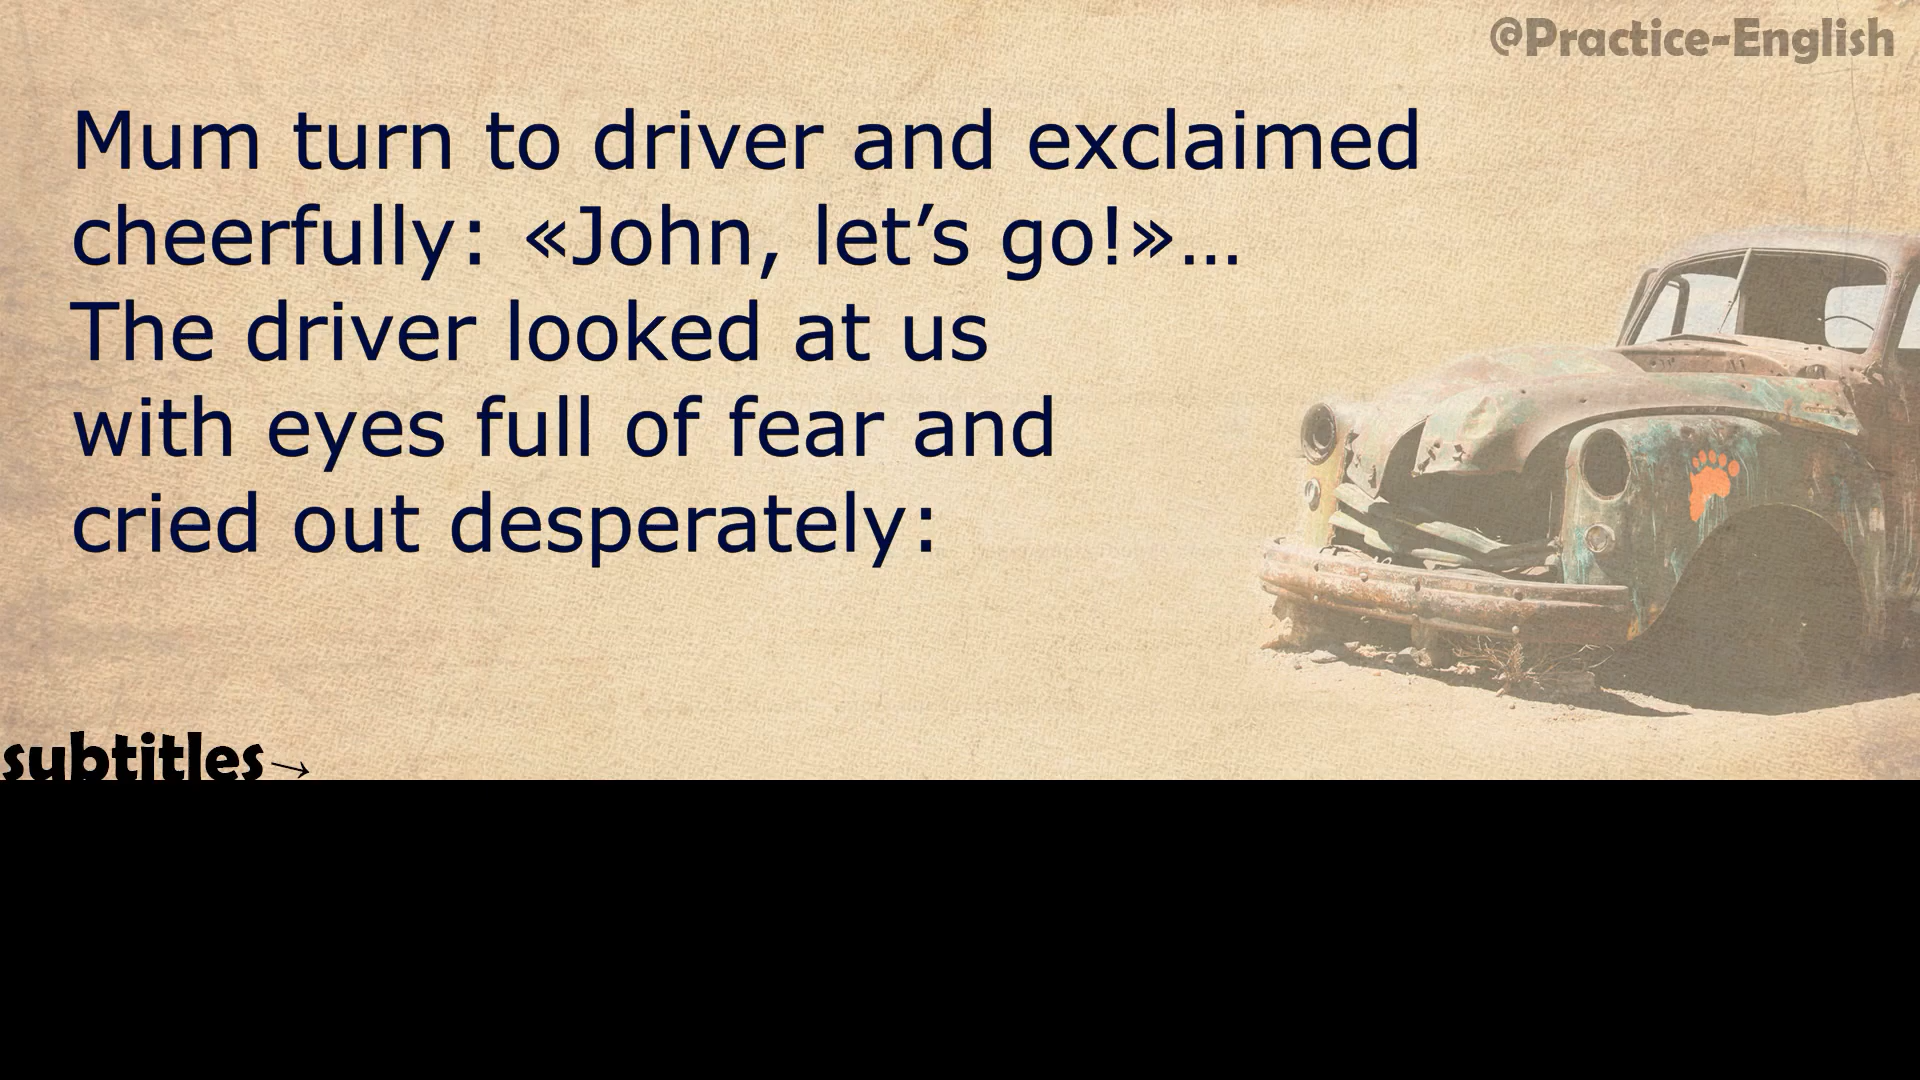 @Practice-English
Mum turn to driver and exclaimed
cheerfully: «John, let’s go!»...
The driver looked at us
with eyes full of fear and
cried out desperately:
subtitles→